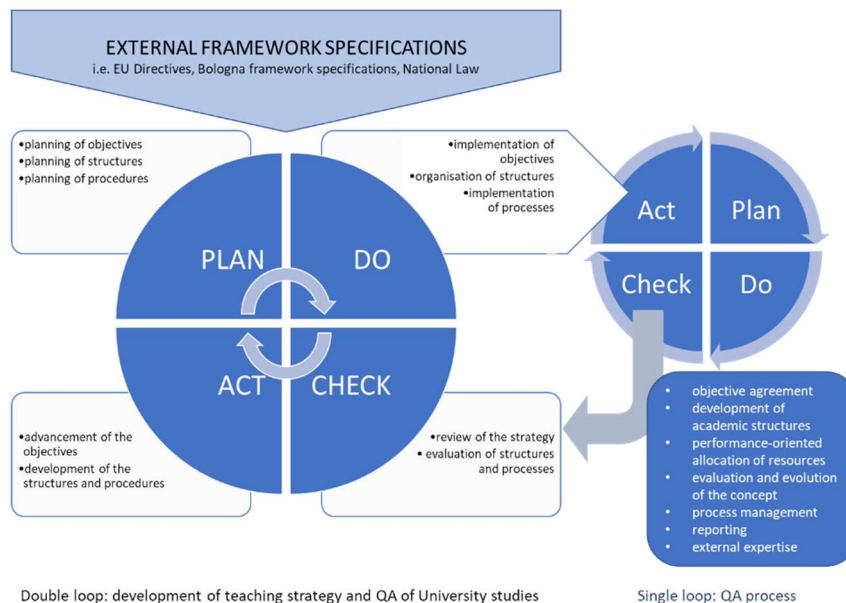 EXTERNAL FRAMEWORK SPECIFICATIONS
i.e. EU Directives, Bologna framework specifications, National Law
•planning of objectives
•planning of structures
•planning of procedures
•implementation of
objectives
•organisation of structures
•implementation
of processes
PLAN
DO
ACT
CHECK
•advancement of the
objectives
•development of the
structures and procedures
•review of the strategy
• evaluation of structures
and processes
Act
Plan
Check
Do
• objective agreement
• development of
academic structures
• performance-oriented
allocation of resources
• evaluation and evolution
of the concept
• process management
• reporting
• external expertise
Double loop: development of teaching strategy and QA of University studies
Single loop: QA process